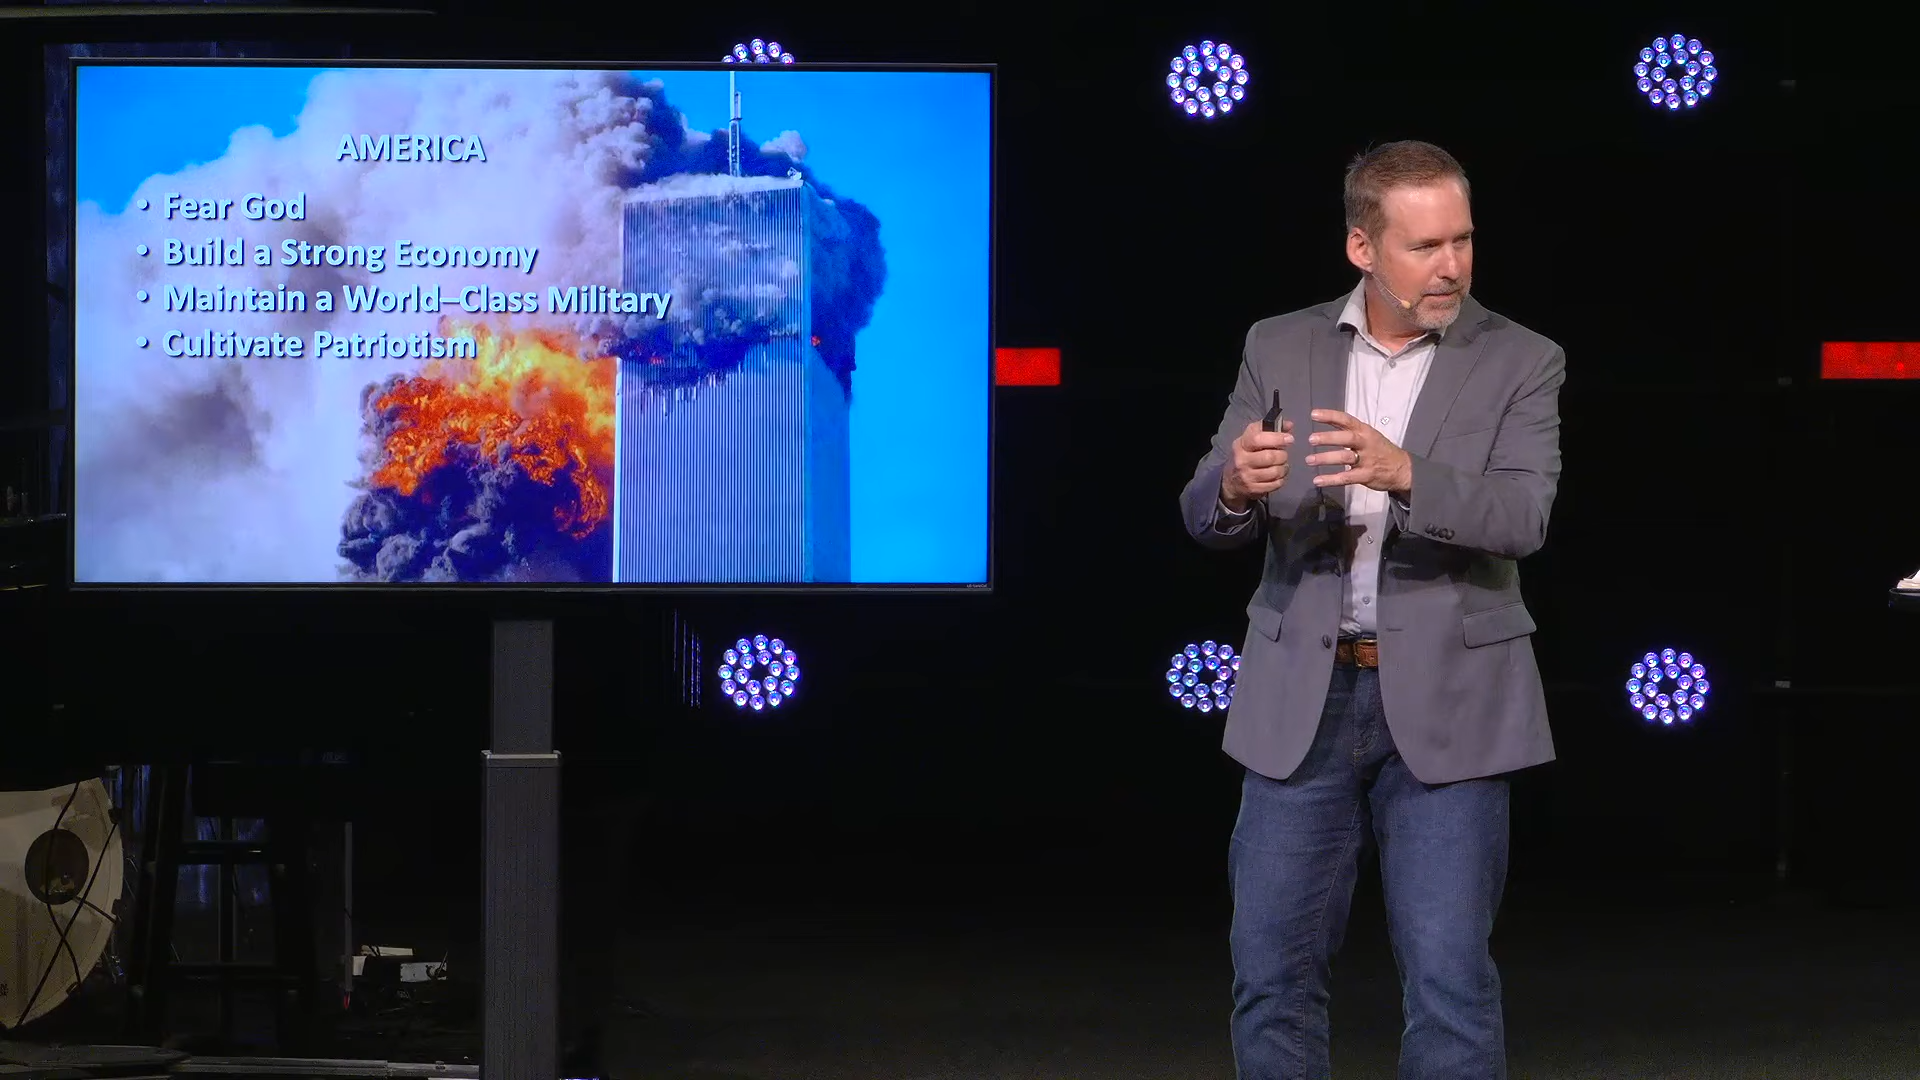 AMERICA
• Fear God
• Build a Strong Economy
• Maintain a World–Class Military
• Cultivate Patriotism